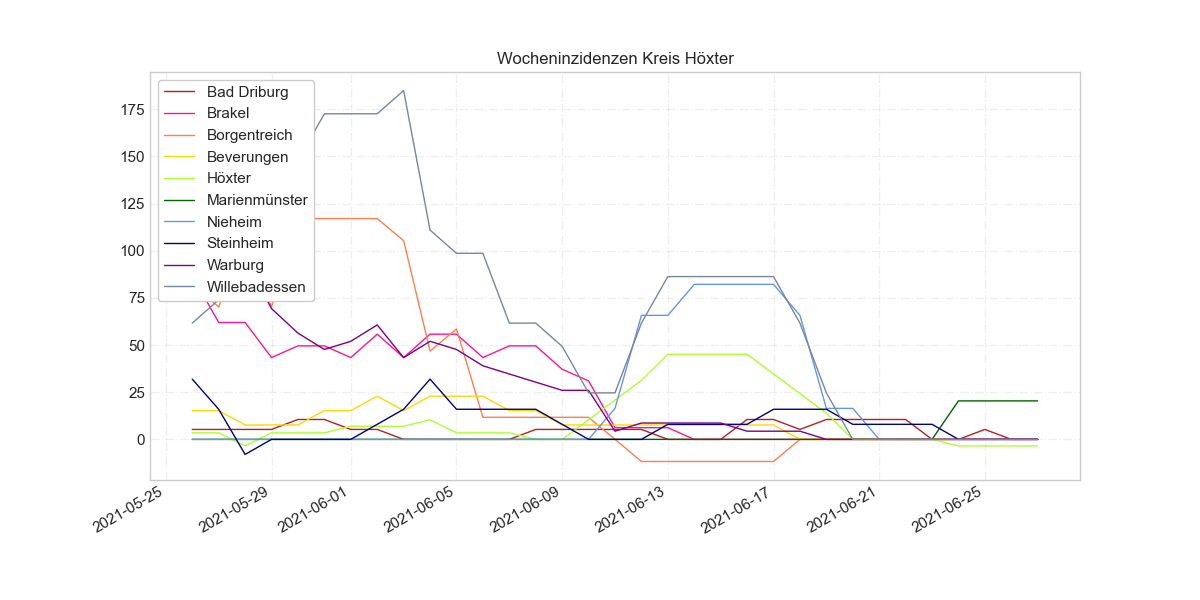 Wocheninzidenzen Kreis Höxter
Bad Driburg
Brakel
Borgentreich
Beverungen
Höxter
Marienmünster
Nieheim
Steinheim
Warburg
Willebadessen
175
150
125
100
75
50
25
0
2021-05-25
2021-05-29
2021-06-01
2021-06-05
2021-06-09
2021-06-13
2021-06-17
2021-06-21
2021-06-25